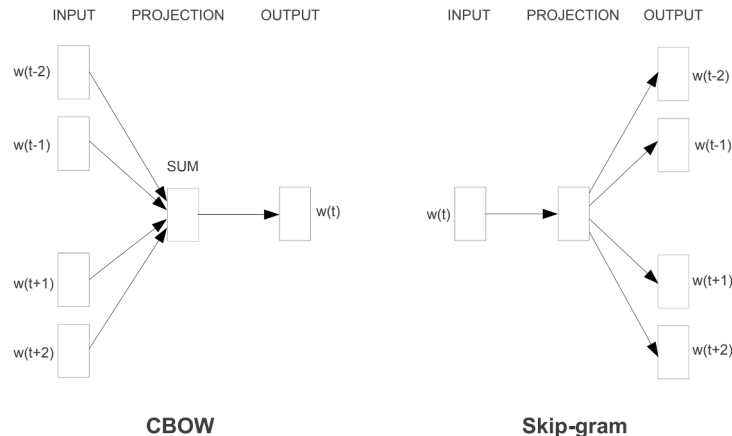 INPUT PROJECTION OUTPUT
w(t-2)
w(t-1)
SUM
w(t)
w(t+1)
w(t+2)
CBOW
INPUT PROJECTION OUTPUT
w(t-2)
w(t-1)
w(t)
w(t+1)
w(t+2)
Skip-gram